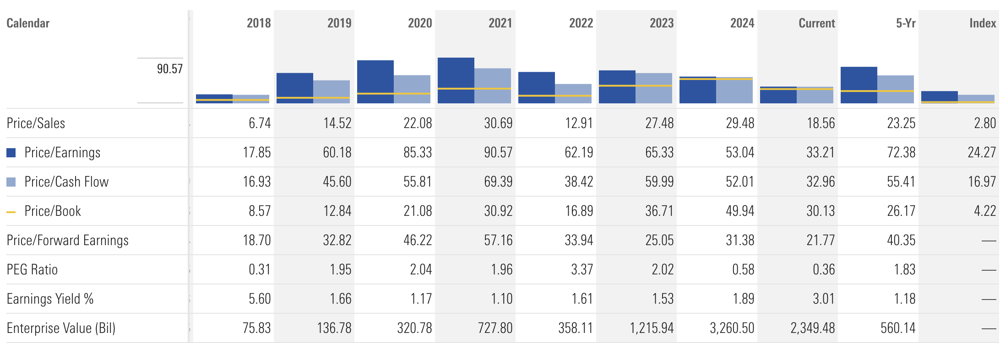 Calendar 2018 2019 2020 2021 2022 2023 2024 Current 5-Yr Index
90.57
Price/Sales 6.74 14.52 22.08 30.69 12.91 27.48 29.48 18.56 23.25 2.80
Price/Earnings 17.85 60.18 85.33 90.57 62.19 65.33 53.04 33.21 72.38 24.27
Price/Cash Flow 16.93 45.60 55.81 69.39 38.42 59.99 52.01 32.96 55.41 16.97
Price/Book 8.57 12.84 21.08 30.92 16.89 36.71 49.94 30.13 26.17 4.22
Price/Forward Earnings 18.70 32.82 46.22 57.16 33.94 25.05 31.38 21.77 40.35 —
PEG Ratio 0.31 1.95 2.04 1.96 3.37 2.02 0.58 0.36 1.83 —
Earnings Yield % 5.60 1.66 1.17 1.10 1.61 1.53 1.89 3.01 1.18 —
Enterprise Value (Bil) 75.83 136.78 320.78 727.80 358.11 1,215.94 3,260.50 2,349.48 560.14 —